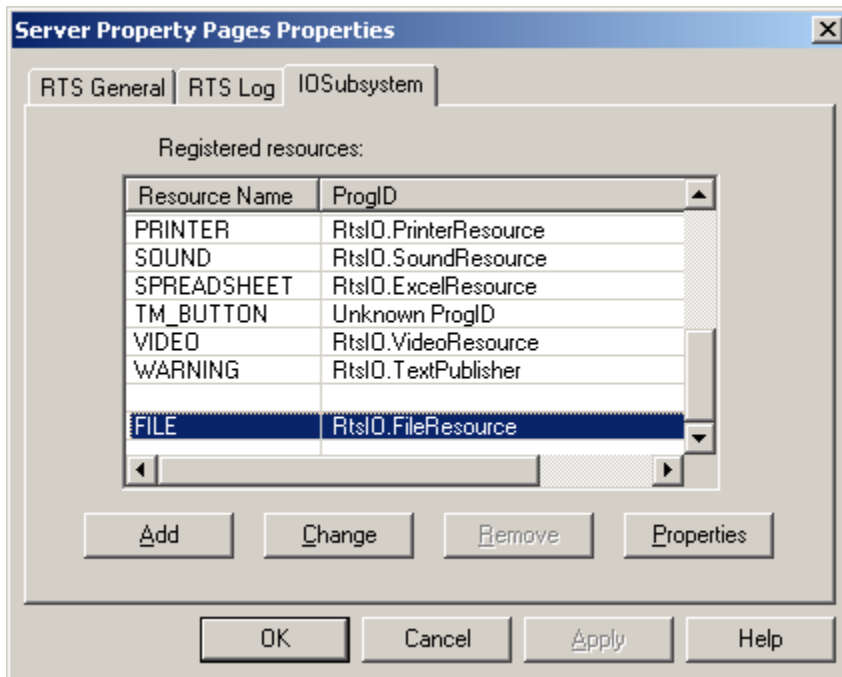 Server Property Pages Properties
RTS General RTS Log IOSubsystem
Registered resources:
Resource Name ProgID
PRINTER RtsIO.PrinterResource
SOUND RtsIO.SoundResource
SPREADSHEET RtsIO.ExcelResource
TM_BUTTON Unknown ProgID
VIDEO RtsIO.VideoResource
WARNING RtsIO.TextPublisher
FILE RtsIO.FileResource
Add Change Remove Properties
OK Cancel Apply Help